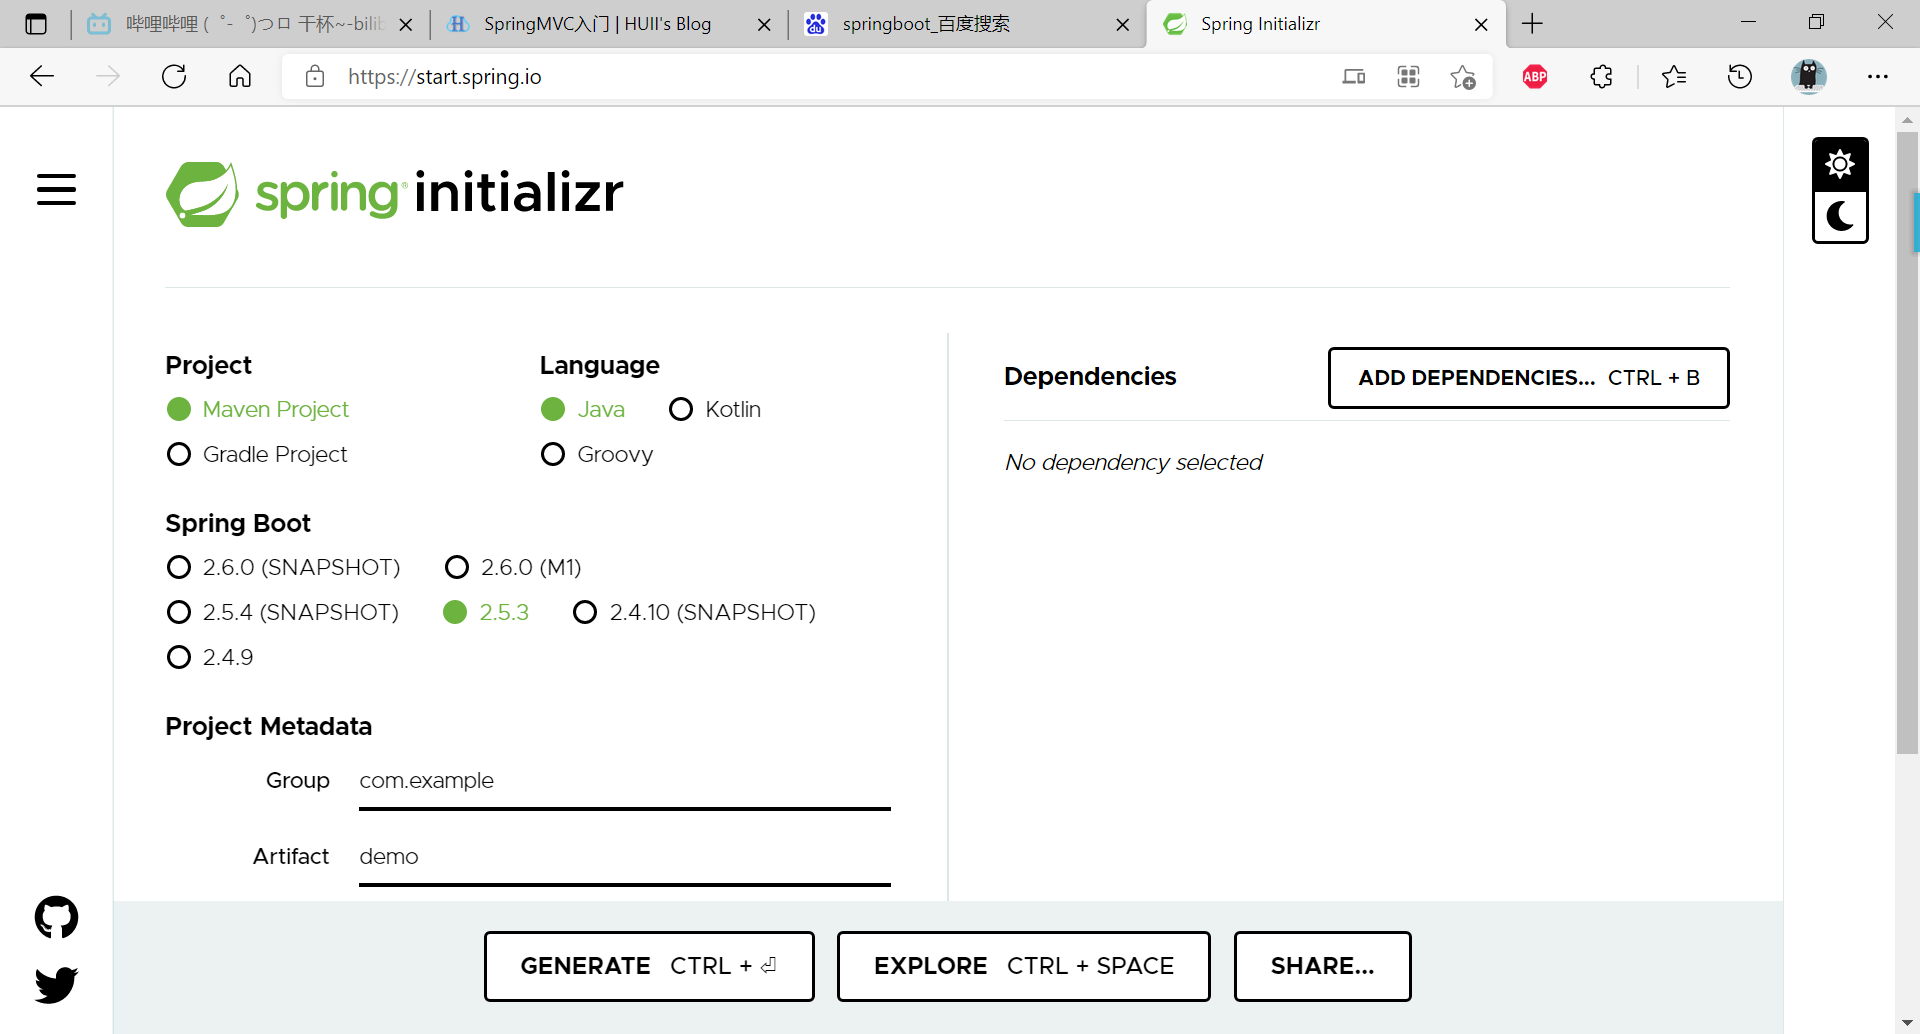 哔哩哔哩 ( ゜- ゜)つロ 干杯~-bilib
SpringMVC入门 | HUII's Blog
springboot_百度搜索
Spring Initializr
https://start.spring.io
ABP
spring initializr
Project
Maven Project
Gradle Project
Language
Java
Kotlin
Groovy
Spring Boot
2.6.0 (SNAPSHOT)
2.6.0 (M1)
2.5.4 (SNAPSHOT)
2.5.3
2.4.10 (SNAPSHOT)
2.4.9
Project Metadata
Group com.example
Artifact demo
Dependencies
ADD DEPENDENCIES... CTRL + B
No dependency selected
GENERATE CTRL + ⏎
EXPLORE CTRL + SPACE
SHARE...